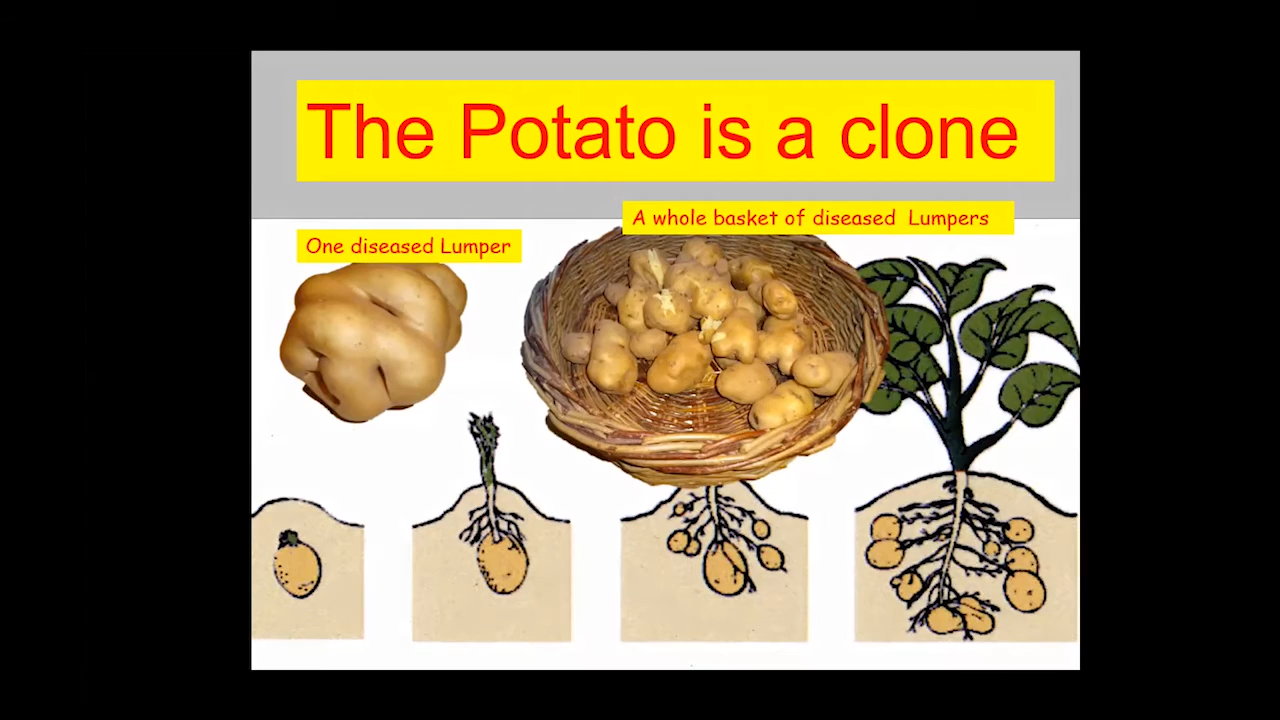 The Potato is a clone
A whole basket of diseased Lumpers
One diseased Lumper